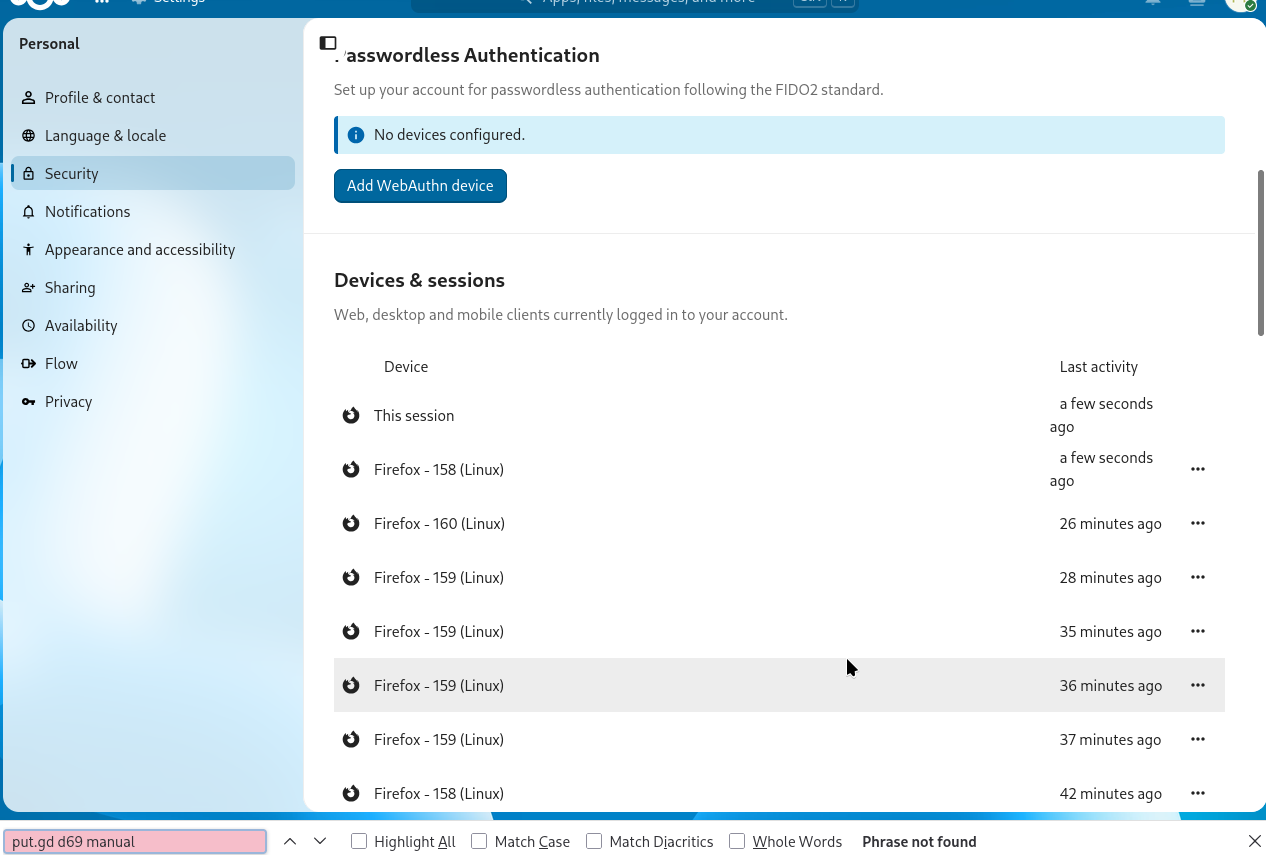 Settings
Apps, files, messages, and more
Personal
Profile & contact
Language & locale
Security
Notifications
Appearance and accessibility
Sharing
Availability
Flow
Privacy
asswordless Authentication
Set up your account for passwordless authentication following the FIDO2 standard.
No devices configured.
Add WebAuthn device
Devices & sessions
Web, desktop and mobile clients currently logged in to your account.
Device Last activity
This session a few seconds
ago
Firefox - 158 (Linux) a few seconds
ago
Firefox - 160 (Linux) 26 minutes ago
Firefox - 159 (Linux) 28 minutes ago
Firefox - 159 (Linux) 35 minutes ago
Firefox - 159 (Linux) 36 minutes ago
Firefox - 159 (Linux) 37 minutes ago
Firefox - 158 (Linux) 42 minutes ago
put.gd d69 manual Highlight All Match Case Match Diacritics Whole Words Phrase not found